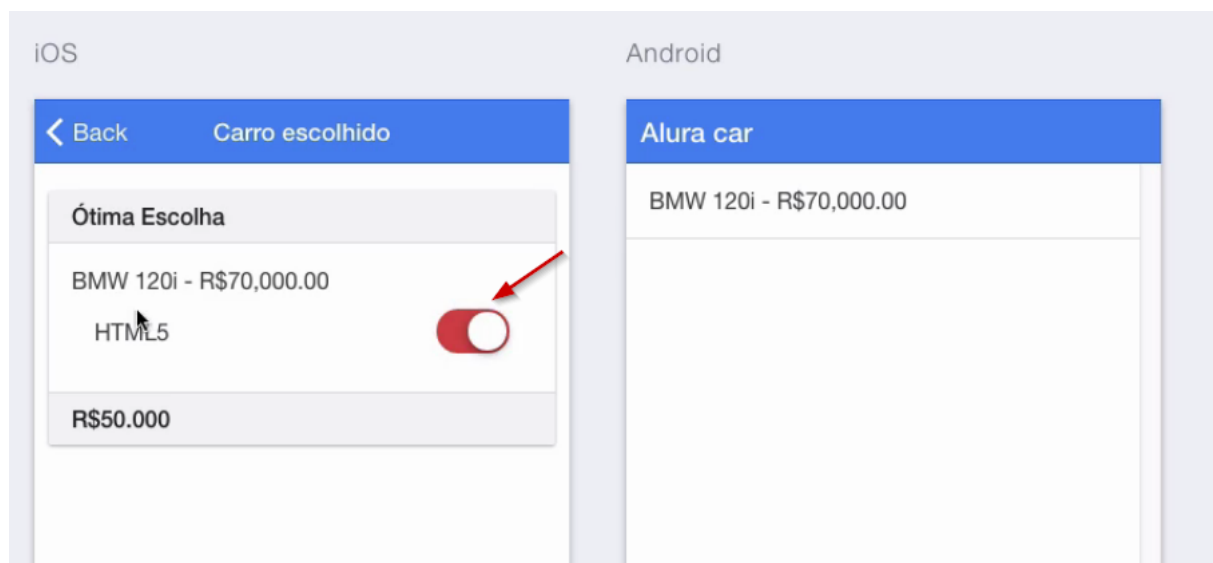 iOS
Back Carro escolhido
Ótima Escolha
BMW 120i - R$70,000.00
HTML5
R$50.000
Android
Alura car
BMW 120i - R$70,000.00